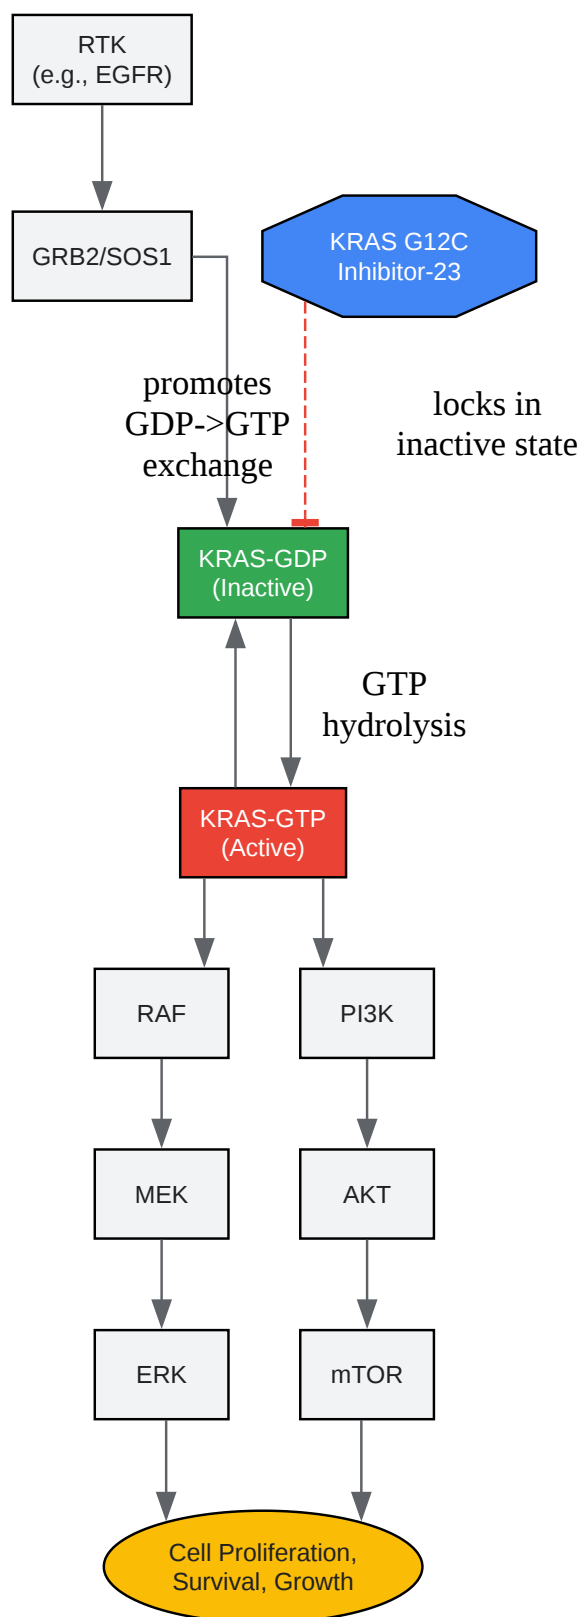 RTK
(e.g., EGFR)
GRB2/SOS1
KRAS G12C
Inhibitor-23
promotes
GDP->GTP
exchange
locks in
inactive state
KRAS-GDP
(Inactive)
GTP
hydrolysis
KRAS-GTP
(Active)
RAF
PI3K
MEK
AKT
ERK
mTOR
Cell Proliferation,
Survival, Growth